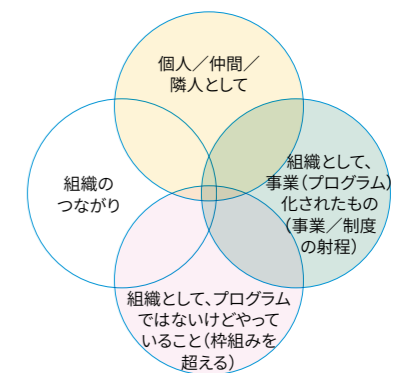 個人／仲間／
隣人として
組織の
つながり
組織として、
事業（プログラム）
化されたもの
（事業／制度
の射程）
組織として、プログラム
ではないけどやって
いること（枠組みを
超える）